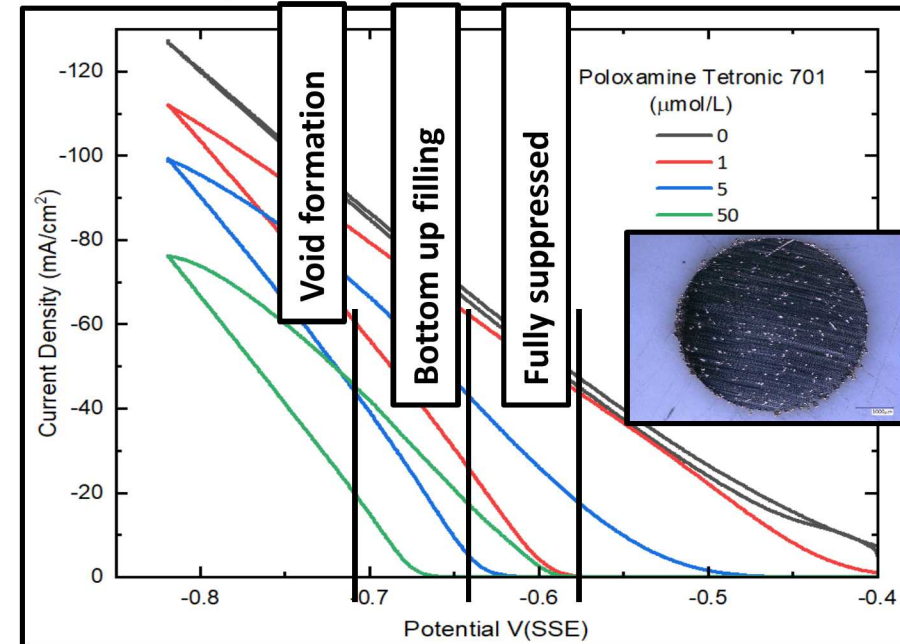 Void formation
Bottom up filling
Fully suppressed
Poloxamine Tetronic 701
(μmol/L)
0
1
5
50
-120
-100
-80
-60
-40
-20
0
Current Density (mA/cm²)
-0.8
-0.7
-0.6
-0.5
-0.4
Potential V(SSE)